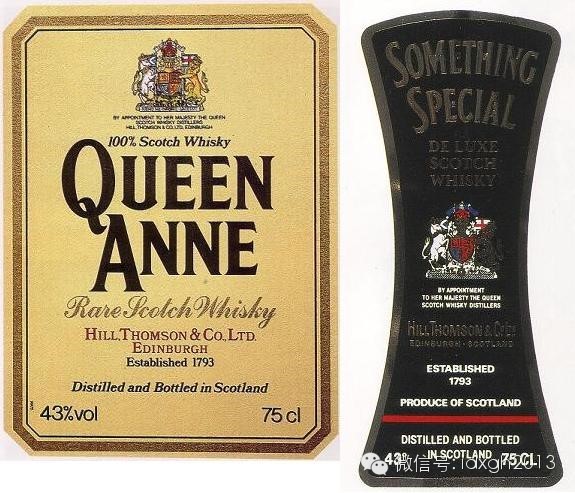 BY APPOINTMENT TO HER MAJESTY THE QUEEN
SCOTCH WHISKY DISTILLERS
HILL, THOMSON & CO. LTD. EDINBURGH
100% Scotch Whisky
QUEEN
ANNE
Rare Scotch Whisky
HILL, THOMSON & CO. LTD.
EDINBURGH
Established 1793
Distilled and Bottled in Scotland
43%vol 75 cl
SOMETHING
SPECIAL
DE LUXE
SCOTCH
WHISKY
BY APPOINTMENT
TO HER MAJESTY THE QUEEN
SCOTCH WHISKY DISTILLERS
HILL THOMSON & Co Ltd
EDINBURGH · SCOTLAND
ESTABLISHED
1793
PRODUCE OF SCOTLAND
DISTILLED AND BOTTLED
IN SCOTLAND
43° 75CL
微信号: ldxgh2013